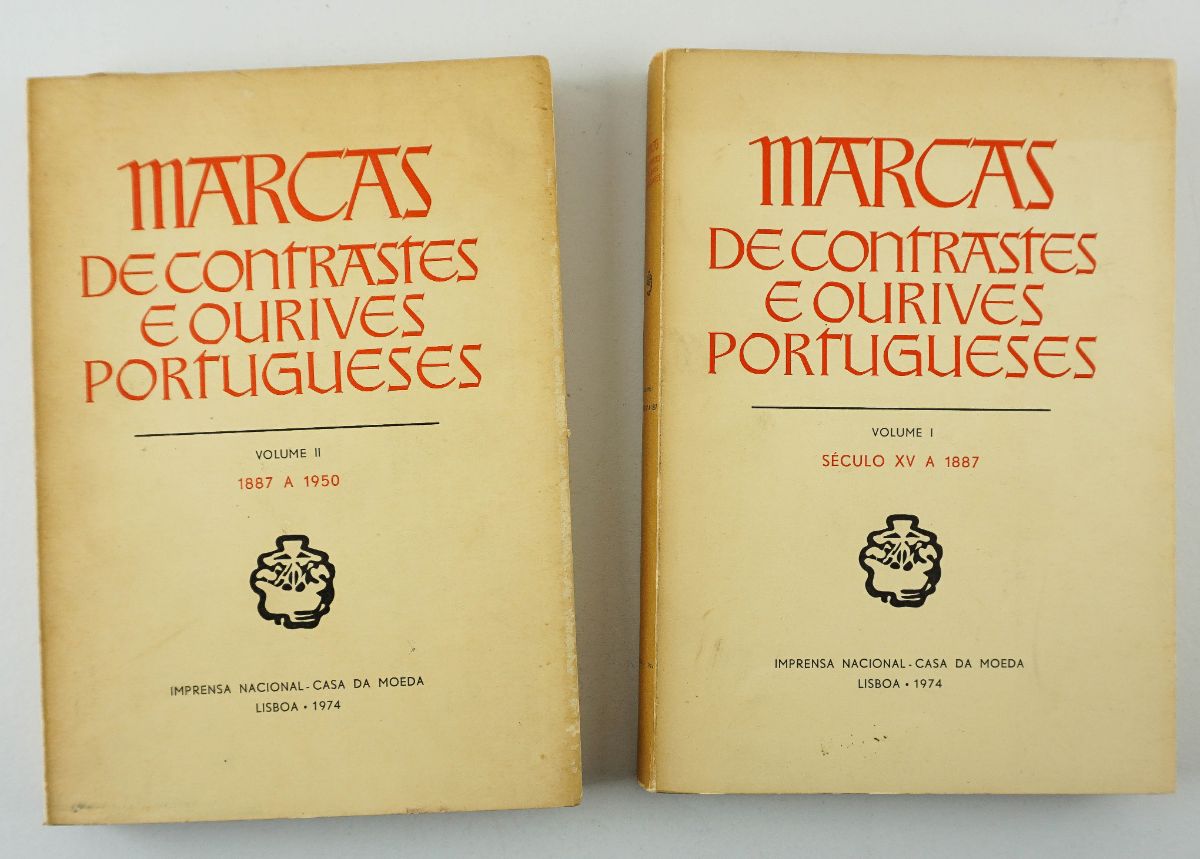 MARCAS
DE CONTRASTES
E OURIVES
PORTUGUESES
VOLUME II
1887 A 1950
IMPRENSA NACIONAL - CASA DA MOEDA
LISBOA • 1974
MARCAS
DE CONTRASTES
E OURIVES
PORTUGUESES
VOLUME I
SÉCULO XV A 1887
IMPRENSA NACIONAL - CASA DA MOEDA
LISBOA • 1974